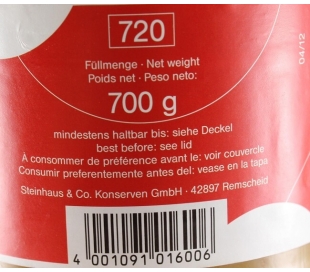 720
Füllmenge · Net weight
Poids net · Peso neto:
700 g
mindestens haltbar bis: siehe Deckel
best before: see lid
À consommer de préférence avant le: voir couvercle
Consumir preferentemente antes del: vease en la tapa
Steinhaus & Co. Konserven GmbH · 42897 Remscheid
4 001091 016006
04/12